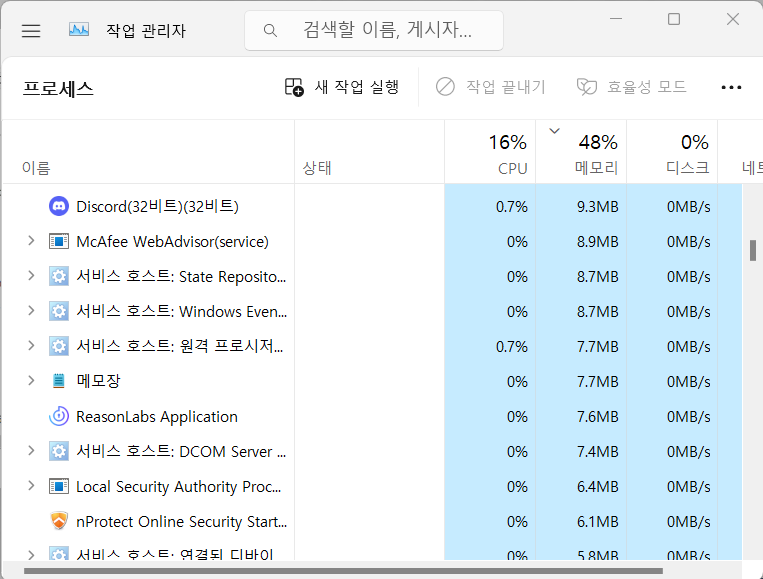 작업 관리자
검색할 이름, 게시자...
프로세스
새 작업 실행
작업 끝내기
효율성 모드
16% 48% 0%
이름 상태 CPU 메모리 디스크 네트
Discord(32비트)(32비트) 0.7% 9.3MB 0MB/s
McAfee WebAdvisor(service) 0% 8.9MB 0MB/s
서비스 호스트: State Reposito... 0% 8.7MB 0MB/s
서비스 호스트: Windows Even... 0% 8.7MB 0MB/s
서비스 호스트: 원격 프로시저... 0.7% 7.7MB 0MB/s
메모장 0% 7.7MB 0MB/s
ReasonLabs Application 0% 7.6MB 0MB/s
서비스 호스트: DCOM Server ... 0% 7.4MB 0MB/s
Local Security Authority Proc... 0% 6.4MB 0MB/s
nProtect Online Security Start... 0% 6.1MB 0MB/s
서비스 호스트: 연결된 디바이 0% 5.8MB 0MB/s